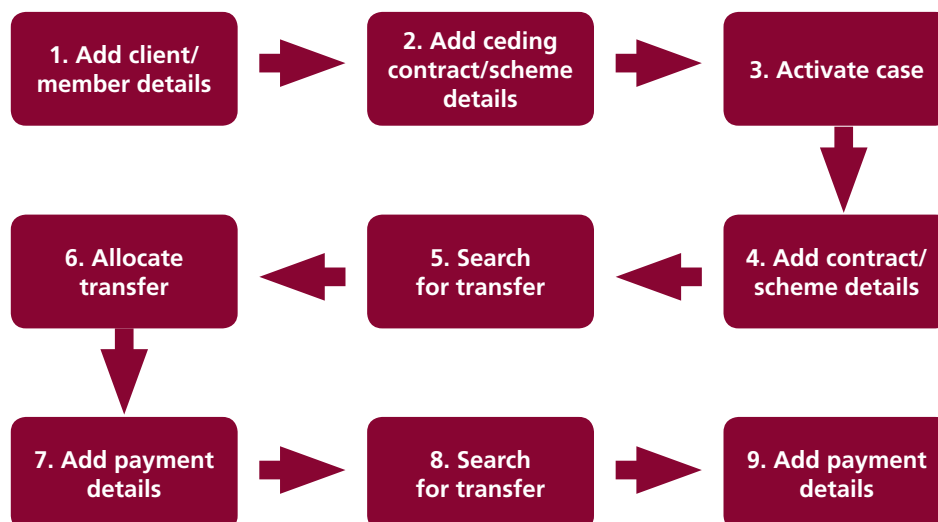 1. Add client/
member details
2. Add ceding
contract/scheme
details
3. Activate case
4. Add contract/
scheme details
5. Search
for transfer
6. Allocate
transfer
7. Add payment
details
8. Search
for transfer
9. Add payment
details